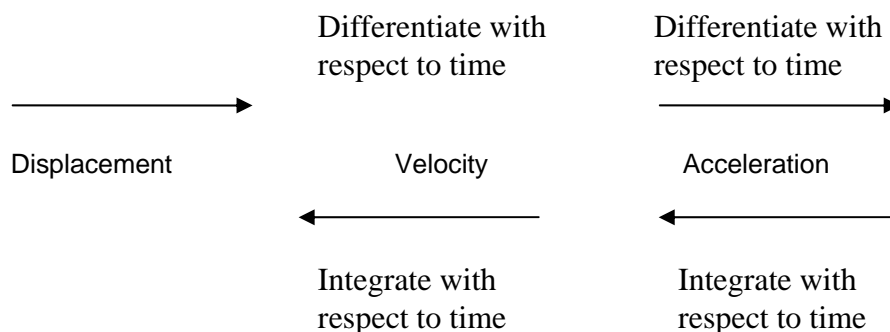 Differentiate with
respect to time
Differentiate with
respect to time
Displacement
Velocity
Acceleration
Integrate with
respect to time
Integrate with
respect to time